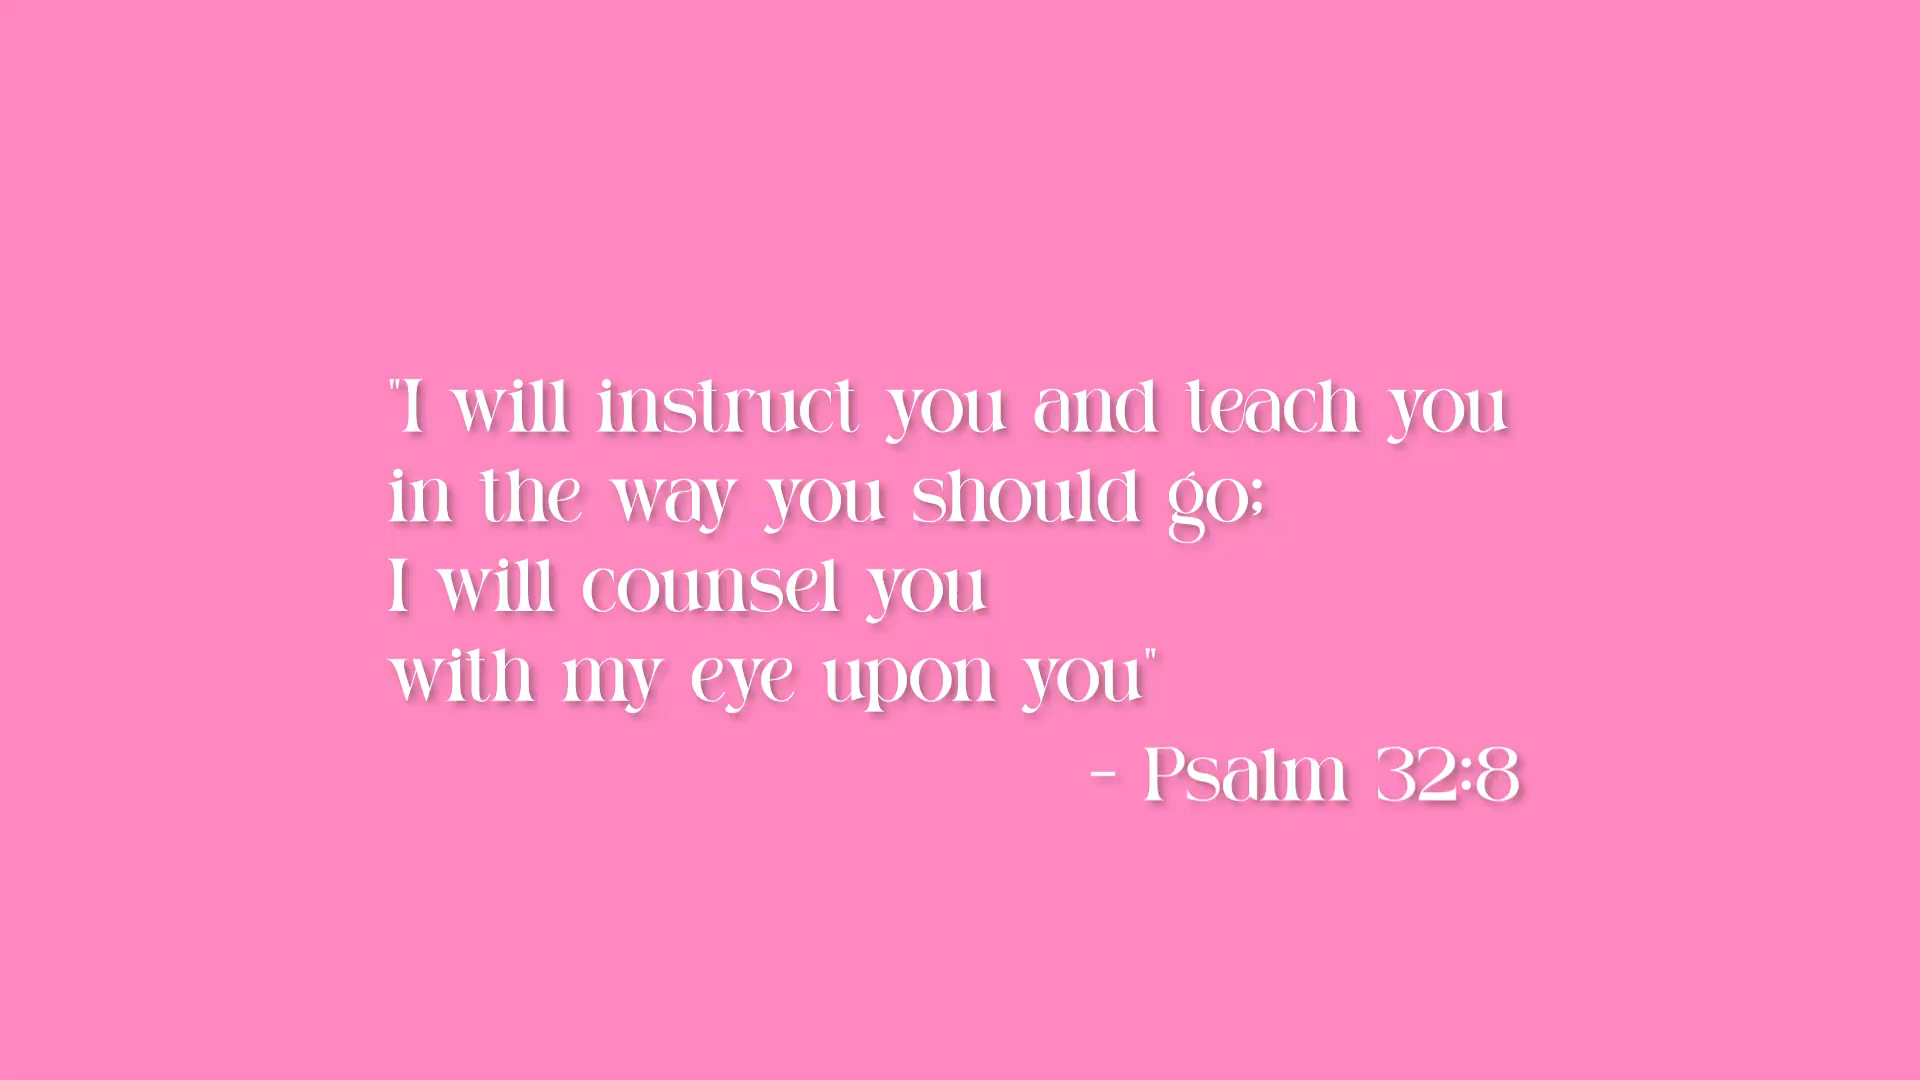 "I will instruct you and teach you
in the way you should go;
I will counsel you
with my eye upon you"
- Psalm 32:8